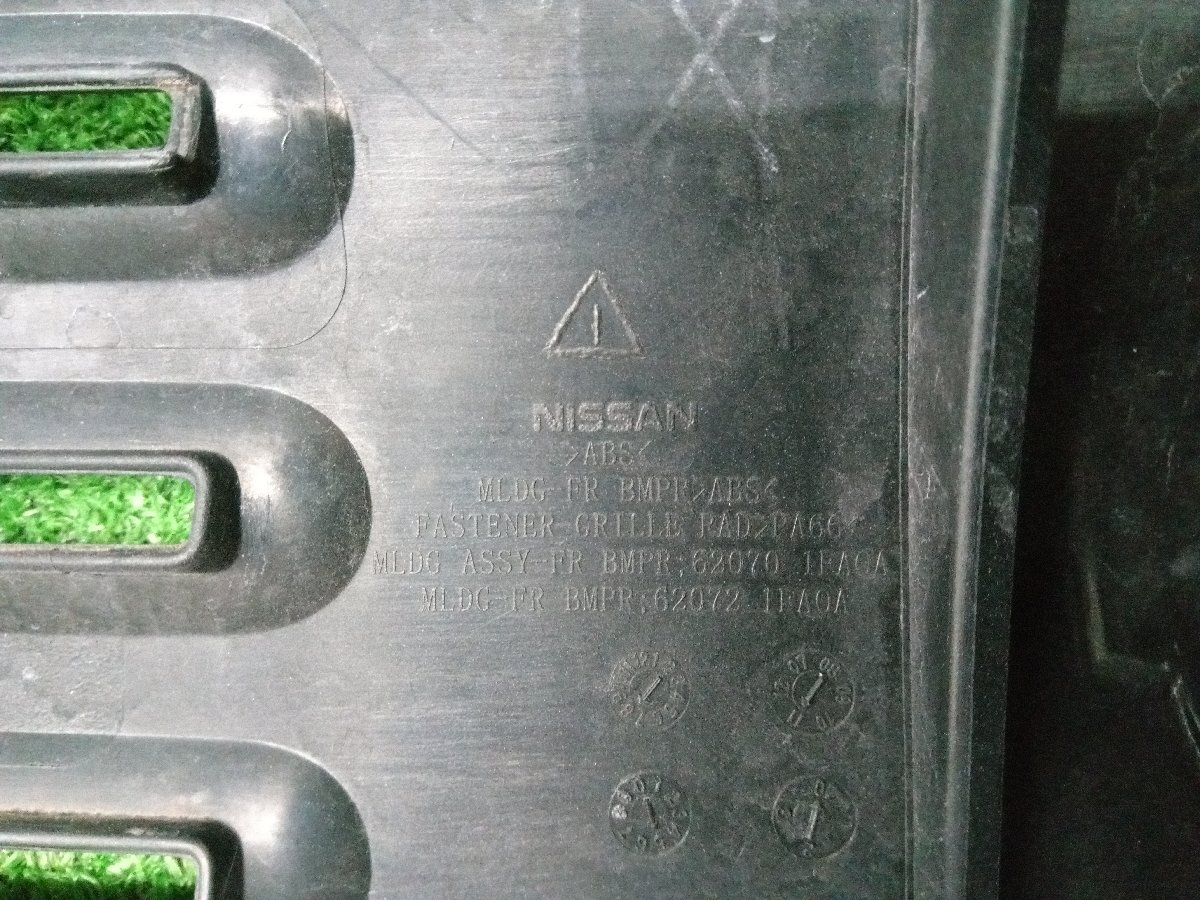 NISSAN
>ABS<
MLDG-FR BMPR>ABS<
FASTENER-GRILLE PAD>PA66<
MLDG ASSY-FR BMPR;62070 1FA0A
MLDG-FR BMPR;62072 1FA0A